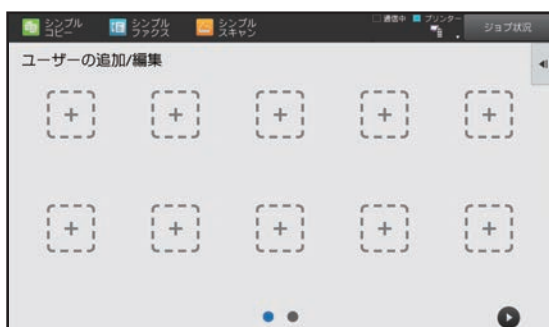 シンプル
コピー
シンプル
ファクス
シンプル
スキャン
通信中
プリンター
ジョブ状況
ユーザーの追加/編集